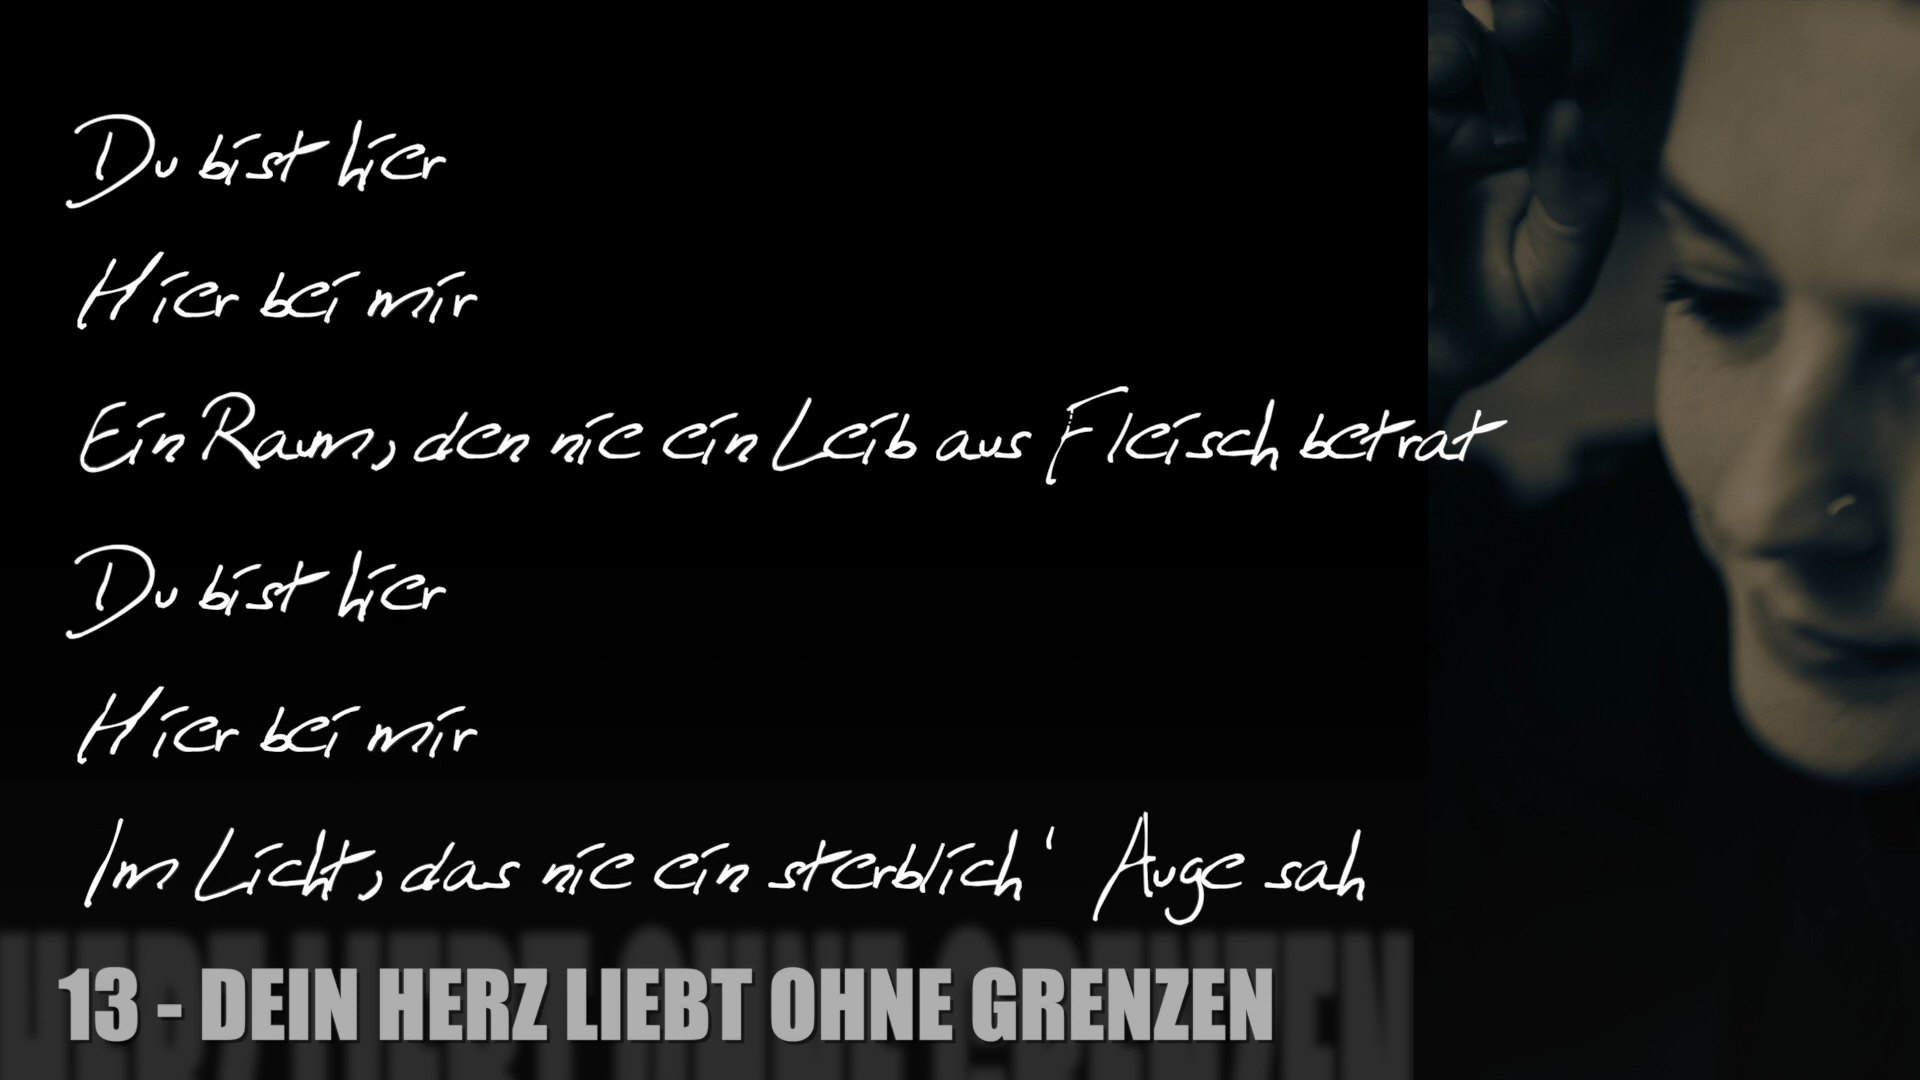 Du bist hier
Hier bei mir
Ein Raum, den nie ein Leib aus Fleisch betrat
Du bist hier
Hier bei mir
Im Licht, das nie ein sterblich' Auge sah
13 - DEIN HERZ LIEBT OHNE GRENZEN